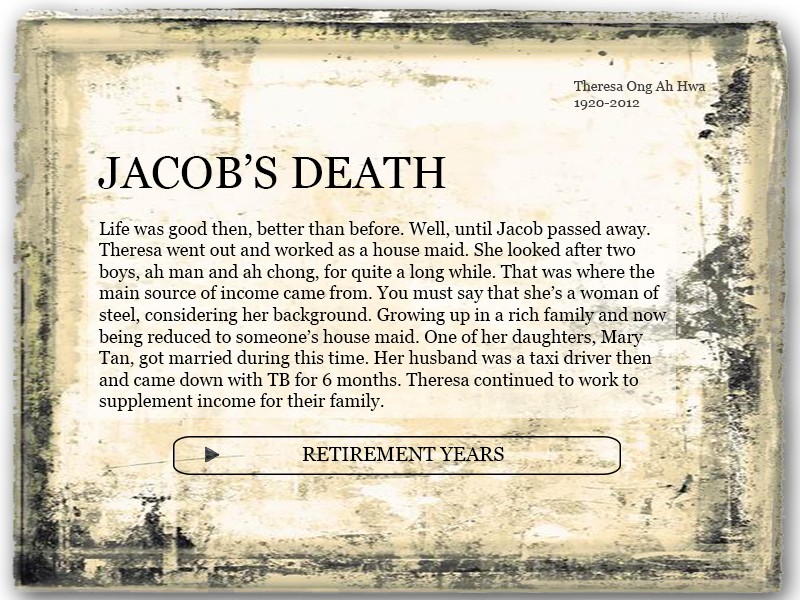 Theresa Ong Ah Hwa
1920-2012
JACOB’S DEATH
Life was good then, better than before. Well, until Jacob passed away.
Theresa went out and worked as a house maid. She looked after two
boys, ah man and ah chong, for quite a long while. That was where the
main source of income came from. You must say that she’s a woman of
steel, considering her background. Growing up in a rich family and now
being reduced to someone’s house maid. One of her daughters, Mary
Tan, got married during this time. Her husband was a taxi driver then
and came down with TB for 6 months. Theresa continued to work to
supplement income for their family.
RETIREMENT YEARS